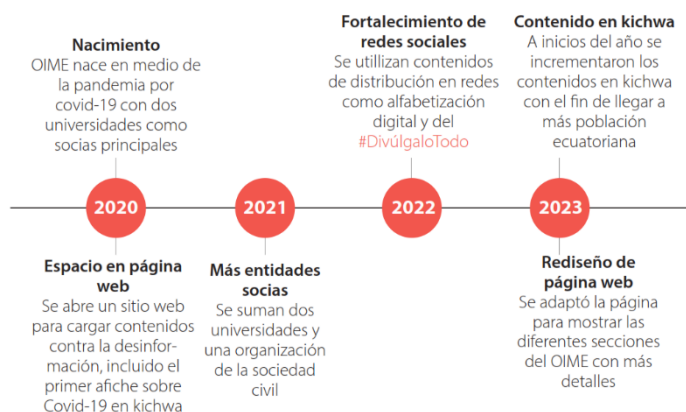 Nacimiento
OIME nace en medio de
la pandemia por
covid-19 con dos
universidades como
socias principales
Fortalecimiento de
redes sociales
Se utilizan contenidos
de distribución en redes
como alfabetización
digital y del
#DivúlgaloTodo
Contenido en kichwa
A inicios del año se
incrementaron los
contenidos en kichwa
con el fin de llegar a
más población
ecuatoriana
2020
2021
2022
2023
Espacio en página
web
Se abre un sitio web
para cargar contenidos
contra la desinfor-
mación, incluido el
primer afiche sobre
Covid-19 en kichwa
Más entidades
socias
Se suman dos
universidades y
una organización
de la sociedad
civil
Rediseño de
página web
Se adaptó la página
para mostrar las
diferentes secciones
del OIME con más
detalles